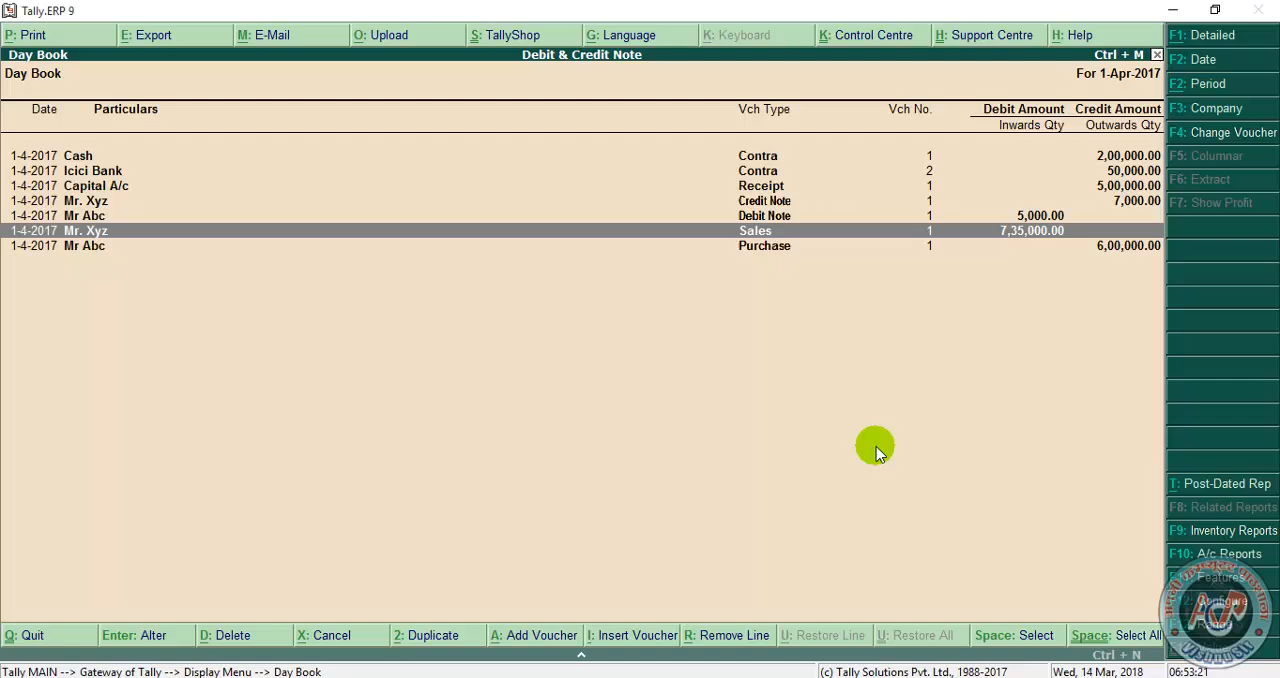 Tally.ERP 9
P: Print E: Export M: E-Mail O: Upload S: TallyShop G: Language K: Keyboard K: Control Centre H: Support Centre H: Help
Day Book Debit & Credit Note Ctrl + M
Day Book For 1-Apr-2017
Date Particulars Vch Type Vch No. Debit Amount Credit Amount
Inwards Qty Outwards Qty
1-4-2017 Cash Contra 1 2,00,000.00
1-4-2017 Icici Bank Contra 2 50,000.00
1-4-2017 Capital A/c Receipt 1 5,00,000.00
1-4-2017 Mr. Xyz Credit Note 1 7,000.00
1-4-2017 Mr Abc Debit Note 1 5,000.00
1-4-2017 Mr. Xyz Sales 1 7,35,000.00
1-4-2017 Mr Abc Purchase 1 6,00,000.00
F1: Detailed
F2: Date
F2: Period
F3: Company
F4: Change Voucher
F5: Columnar
F6: Extract
F7: Show Profit
T: Post-Dated Rep
F8: Related Reports
F9: Inventory Reports
F10: A/c Reports
Features
Configure
Q: Quit Enter: Alter D: Delete X: Cancel 2: Duplicate A: Add Voucher I: Insert Voucher R: Remove Line U: Restore Line U: Restore All Space: Select Space: Select All
Ctrl + N
Tally MAIN --> Gateway of Tally --> Display Menu --> Day Book (c) Tally Solutions Pvt. Ltd., 1988-2017 Wed, 14 Mar, 2018 06:53:21